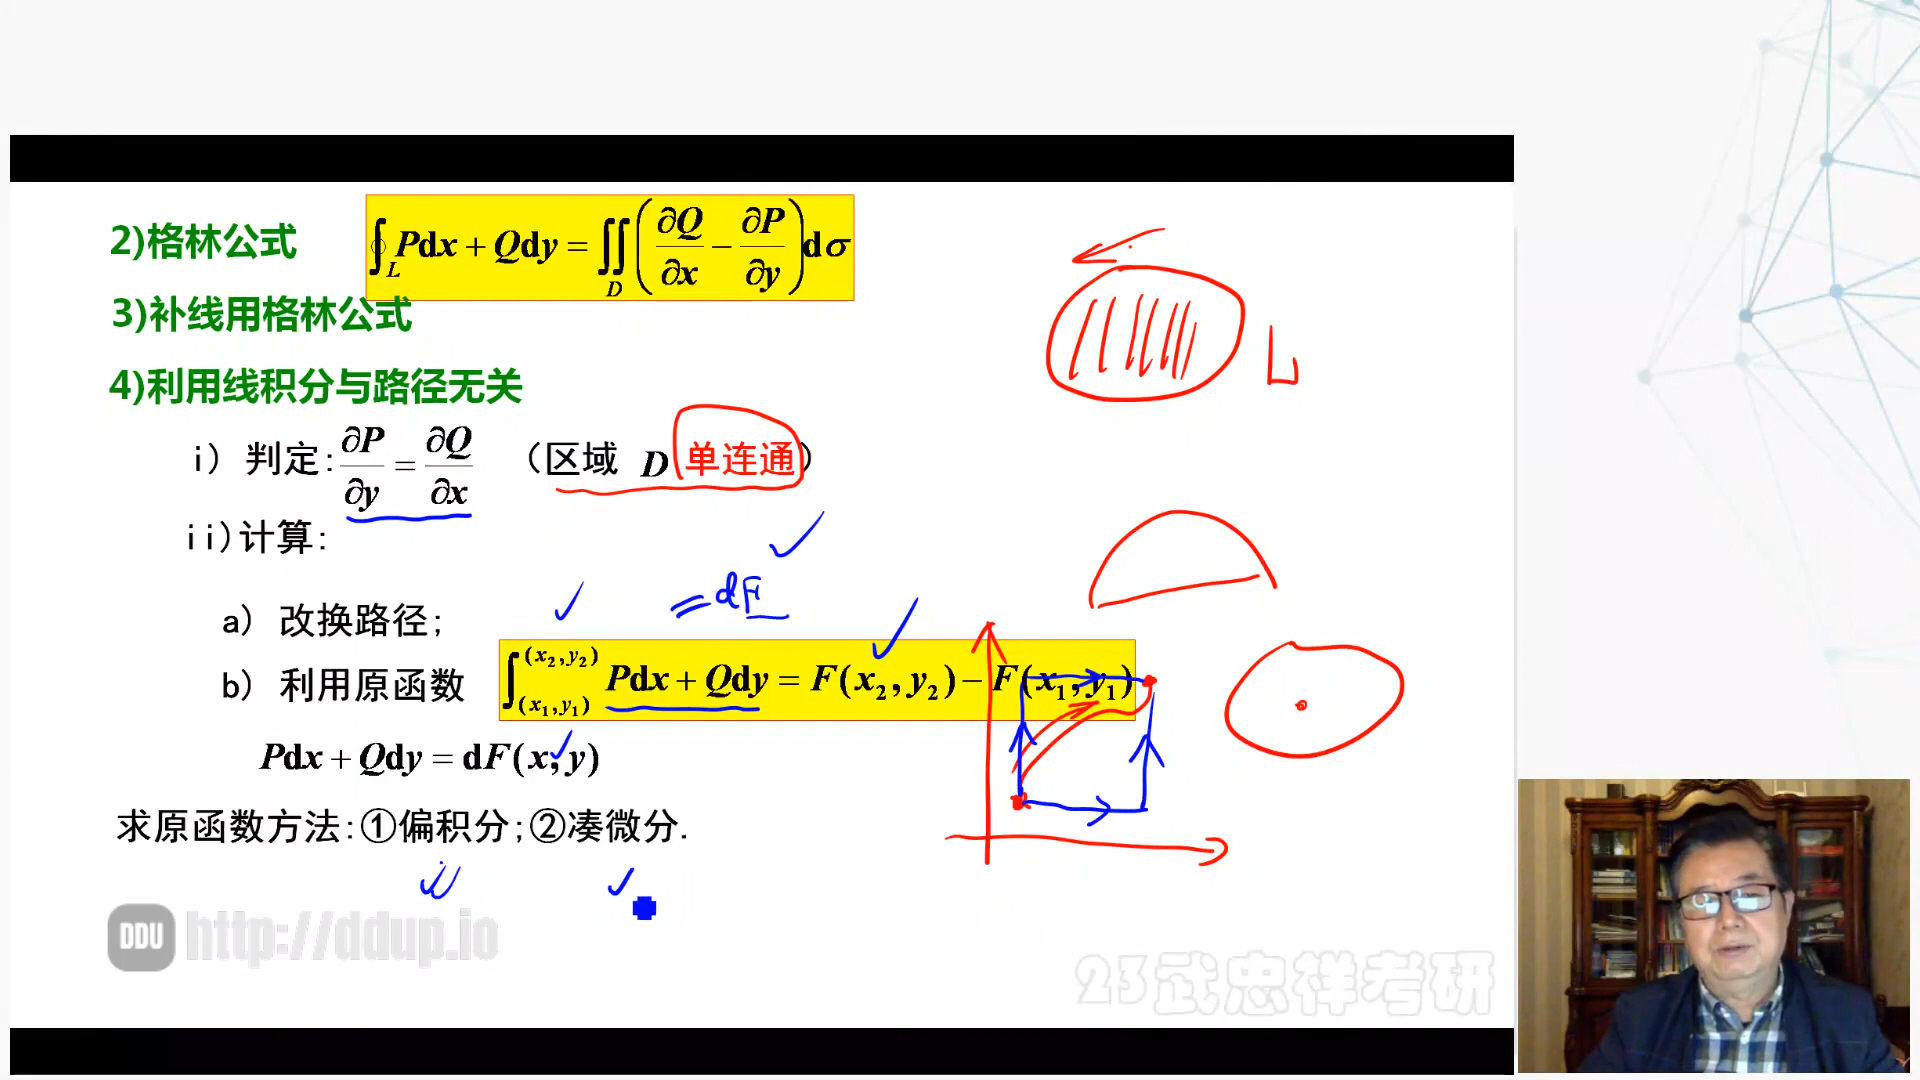 2)格林公式 ∮_L Pdx + Qdy = ∬_D (∂Q/∂x − ∂P/∂y) dσ
3)补线用格林公式
L
4)利用线积分与路径无关
i) 判定: ∂P/∂y = ∂Q/∂x （区域 D 单连通）
ii)计算:
= dF
a) 改换路径;
b) 利用原函数 ∫_(x₁,y₁)^(x₂,y₂) Pdx + Qdy = F(x₂, y₂) − F(x₁, y₁)
Pdx + Qdy = dF(x, y)
求原函数方法:①偏积分;②凑微分.
DDU http://ddup.io
23武忠祥考研